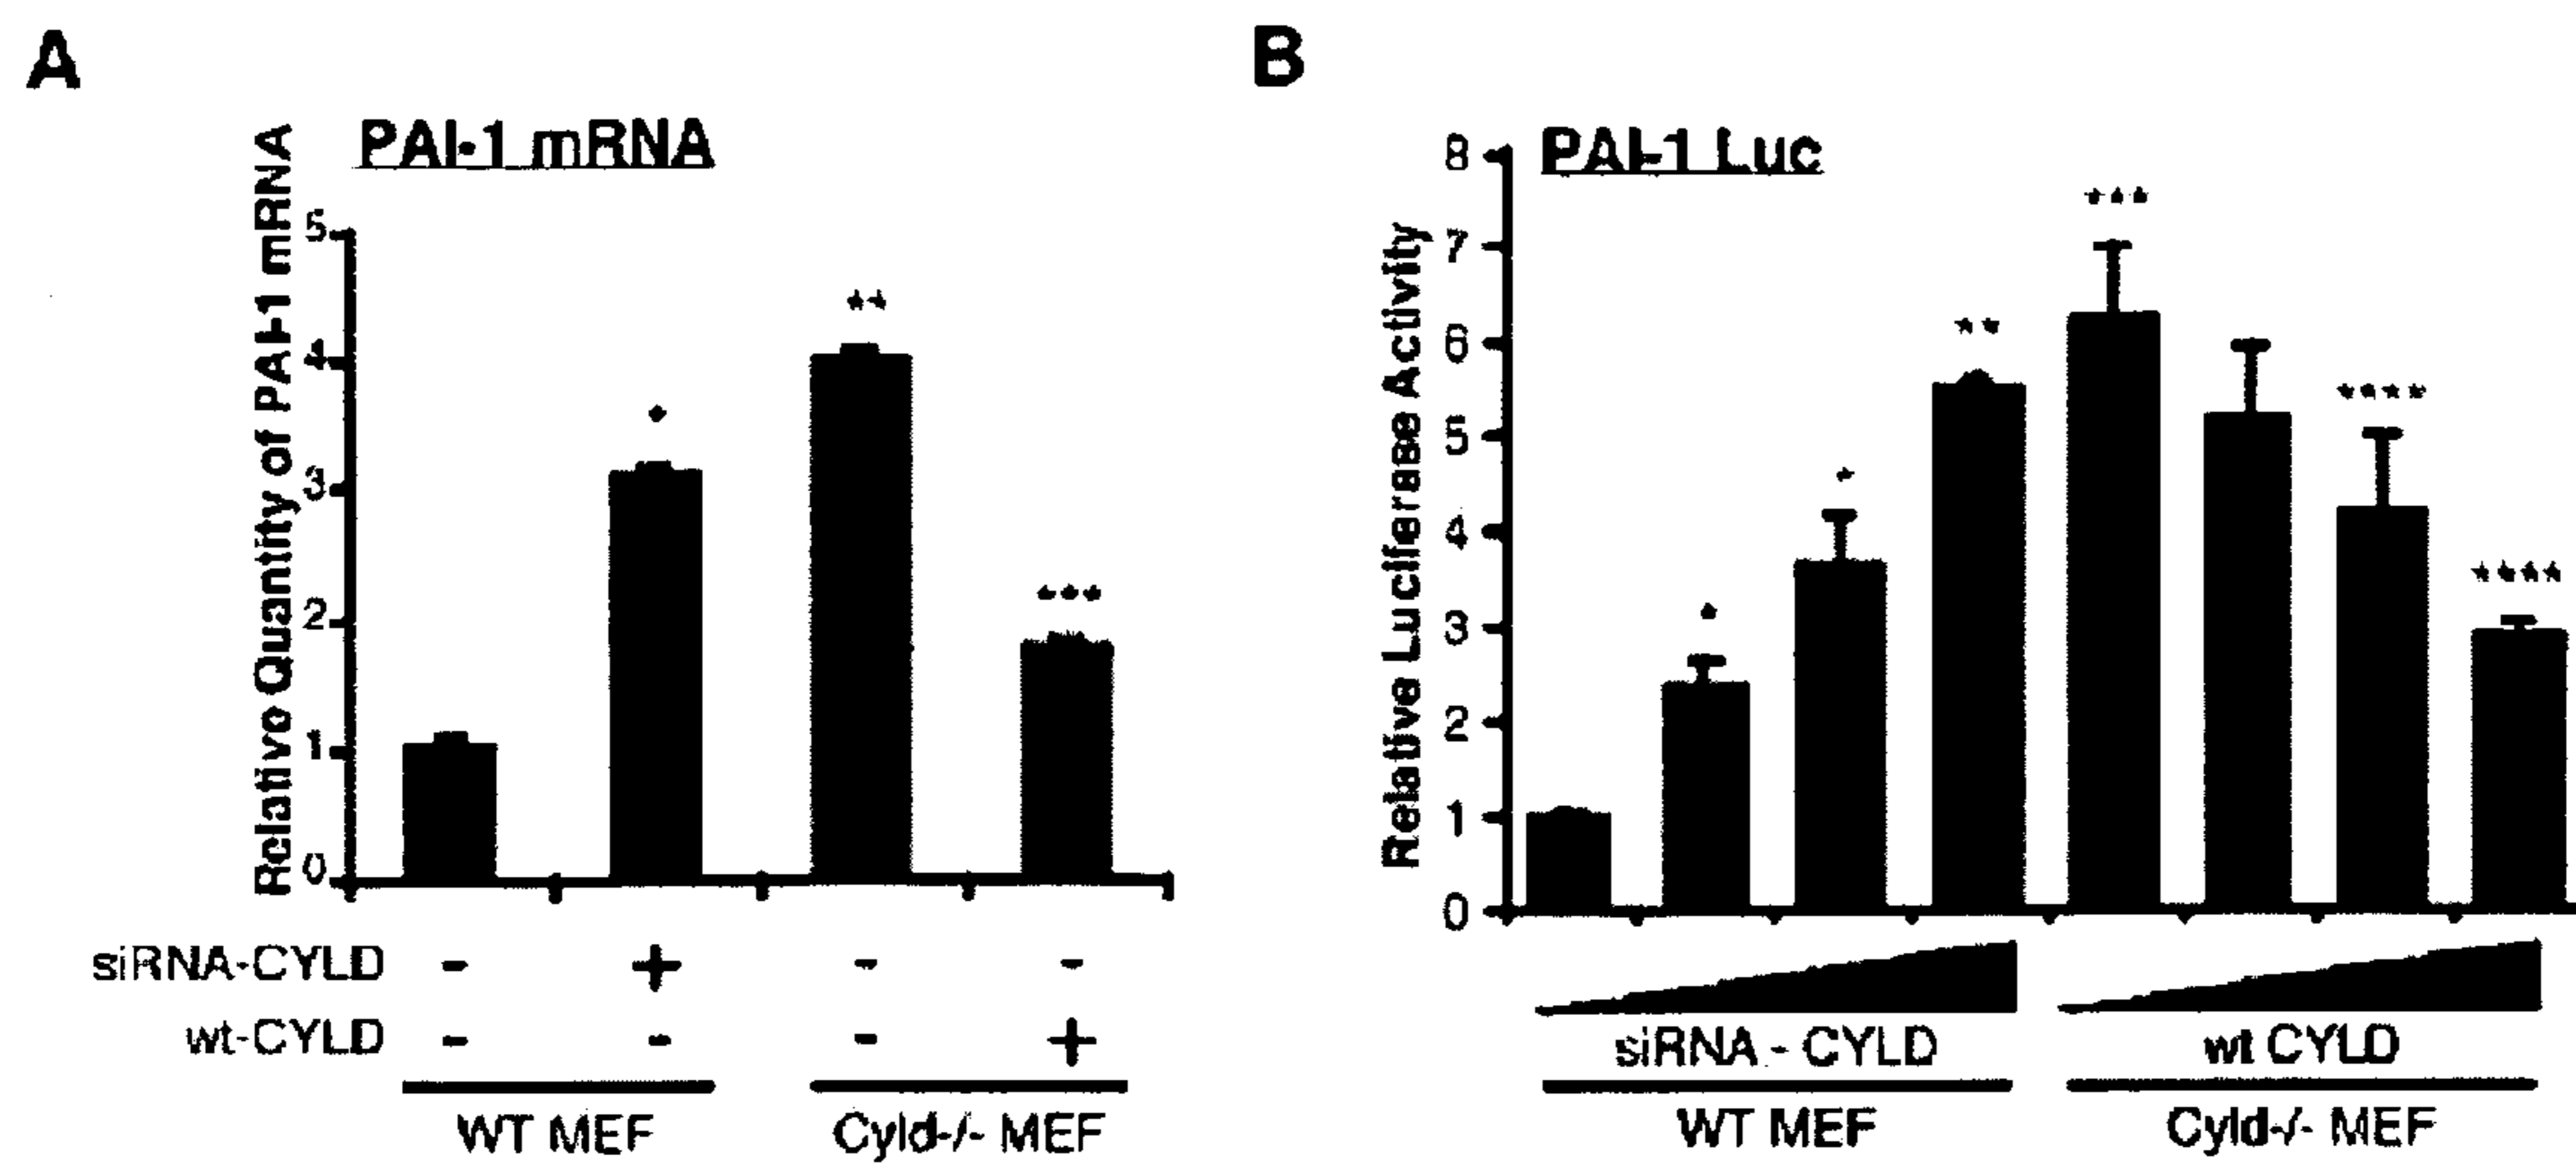 A
PAI-1 mRNA
Relative Quantity of PAI-1 mRNA
5
4
3
2
1
0
*
**
***
siRNA-CYLD - + - -
wt-CYLD - - - +
WT MEF Cyld-/- MEF
B
PAI-1 Luc
Relative Luciferase Activity
8
7
6
5
4
3
2
1
0
*
*
**
***
****
****
siRNA - CYLD wt CYLD
WT MEF Cyld-/- MEF